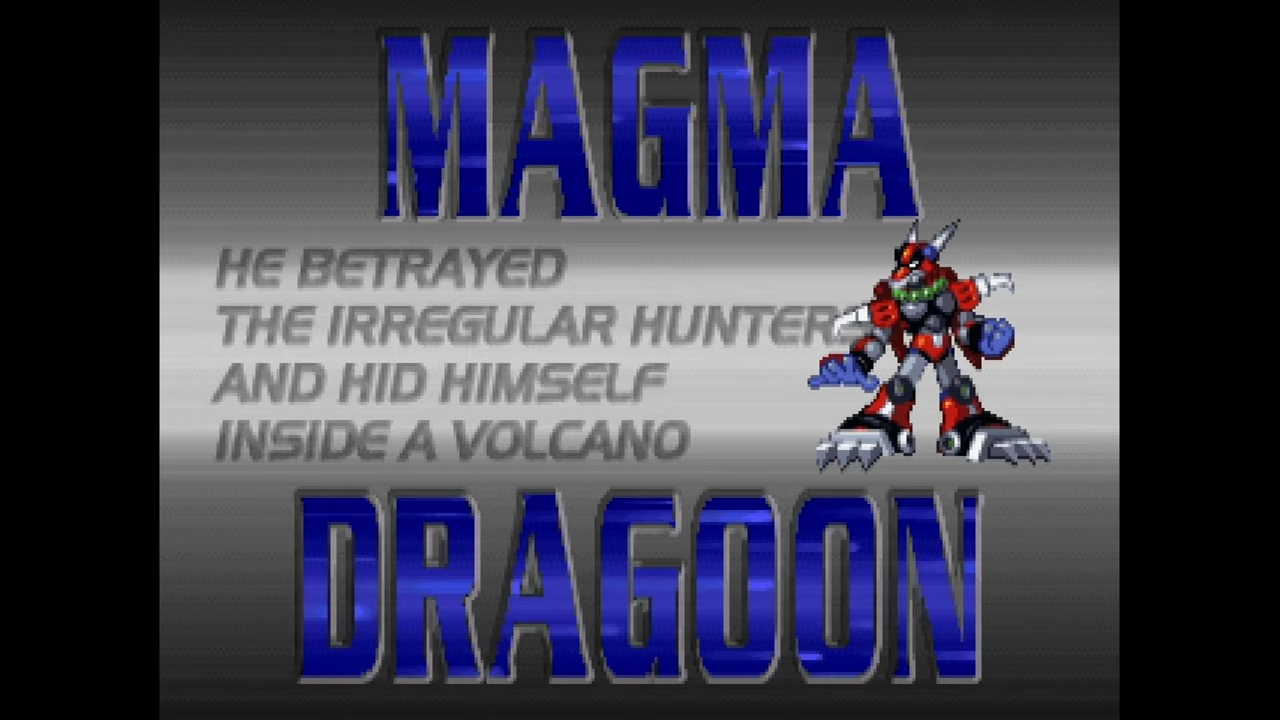 MAGMA
HE BETRAYED
THE IRREGULAR HUNTERS
AND HID HIMSELF
INSIDE A VOLCANO
DRAGOON